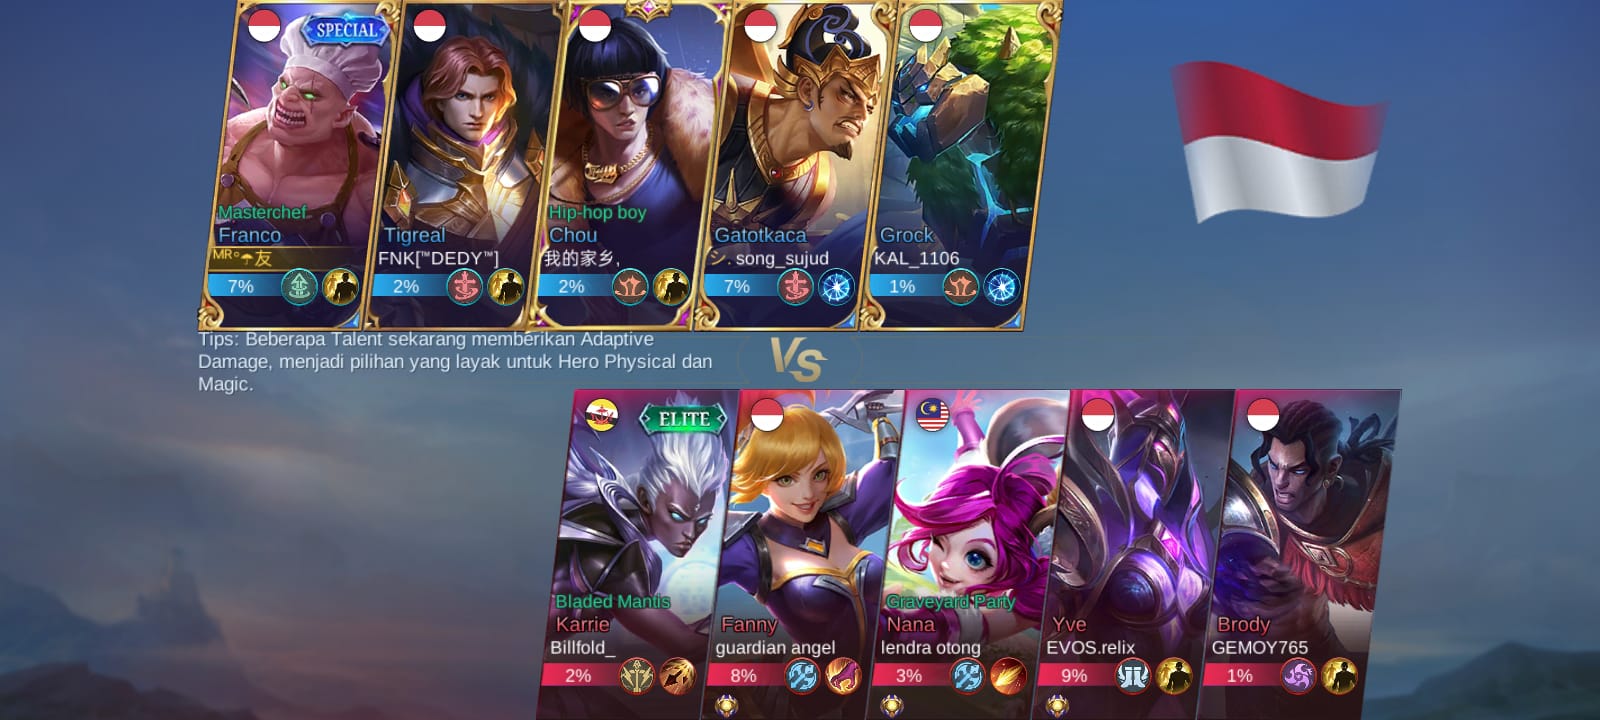 SPECIAL
Masterchef
Franco
MR°☂友
7%
Tigreal
FNK[™DEDY™]
2%
Hip-hop boy
Chou
我的家乡,
2%
Gatotkaca
シ. song_sujud
7%
Grock
KAL_1106
1%
Tips: Beberapa Talent sekarang memberikan Adaptive
Damage, menjadi pilihan yang layak untuk Hero Physical dan
Magic.
VS
ELITE
Bladed Mantis
Karrie
Billfold_
2%
Fanny
guardian angel
8%
Graveyard Party
Nana
lendra otong
3%
Yve
EVOS.relix
9%
Brody
GEMOY765
1%